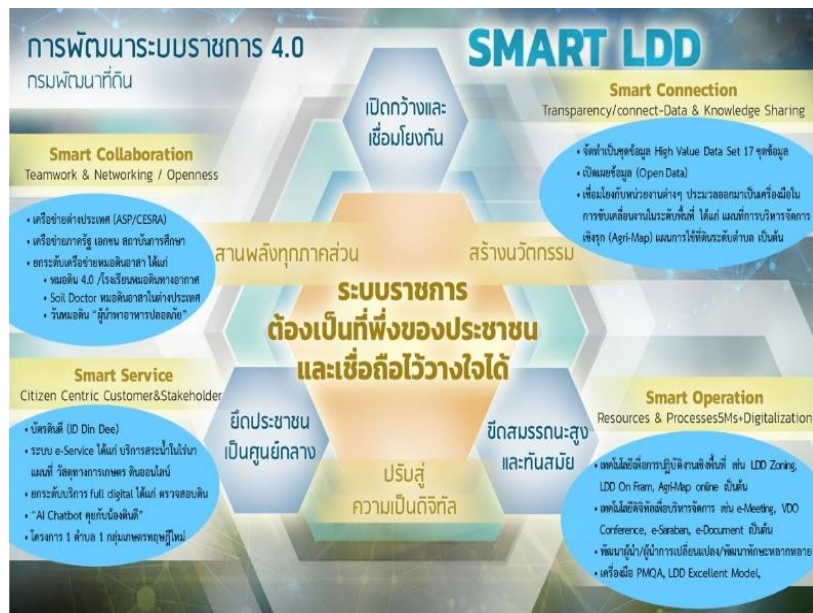 การพัฒนาระบบราชการ 4.0
กรมพัฒนาที่ดิน
SMART LDD
เปิดกว้างและ
เชื่อมโยงกัน
Smart Connection
Transparency/connect-Data & Knowledge Sharing
• จัดทำเป็นชุดข้อมูล High Value Data Set 17 ชุดข้อมูล
• เปิดเผยข้อมูล (Open Data)
• เชื่อมโยงกับหน่วยงานต่างๆ ประมวลออกมาเป็นเครื่องมือใน
การขับเคลื่อนงานในระดับพื้นที่ ได้แก่ แผนที่การบริหารจัดการ
เชิงรุก (Agri-Map) แผนการใช้ที่ดินระดับตำบล เป็นต้น
Smart Collaboration
Teamwork & Networking / Openness
• เครือข่ายต่างประเทศ (ASP/CESRA)
• เครือข่ายภาครัฐ เอกชน สถาบันการศึกษา
• ยกระดับเครือข่ายหมอดินอาสา ได้แก่
• หมอดิน 4.0 /โรงเรียนหมอดินทางอากาศ
• Soil Doctor หมอดินอาสาในต่างประเทศ
• วันหมอดิน “ผู้นำพาอาหารปลอดภัย”
สานพลังทุกภาคส่วน
สร้างนวัตกรรม
ระบบราชการ
ต้องเป็นที่พึ่งของประชาชน
และเชื่อถือไว้วางใจได้
Smart Service
Citizen Centric Customer&Stakeholder
• บัตรดินดี (ID Din Dee)
• ระบบ e-Service ได้แก่ บริการสระน้ำในไร่นา
แผนที่ วัสดุทางการเกษตร ดินออนไลน์
• ยกระดับบริการ full digital ได้แก่ ตรวจสอบดิน
• “AI Chatbot คุยกับน้องดินดี”
• โครงการ 1 ตำบล 1 กลุ่มเกษตรทฤษฎีใหม่
ยึดประชาชน
เป็นศูนย์กลาง
ปรับสู่
ความเป็นดิจิทัล
ขีดสมรรถนะสูง
และทันสมัย
Smart Operation
Resources & Processes5Ms+Digitalization
• เทคโนโลยีเพื่อการปฏิบัติงานเชิงพื้นที่ เช่น LDD Zoning,
LDD On Fram, Agri-Map online เป็นต้น
• เทคโนโลยีดิจิทัลเพื่อบริหารจัดการ เช่น e-Meeting, VDO
Conference, e-Saraban, e-Document เป็นต้น
• พัฒนาผู้นำ/ผู้นำการเปลี่ยนแปลง/พัฒนาทักษะหลากหลาย
• เครื่องมือ PMQA, LDD Excellent Model,